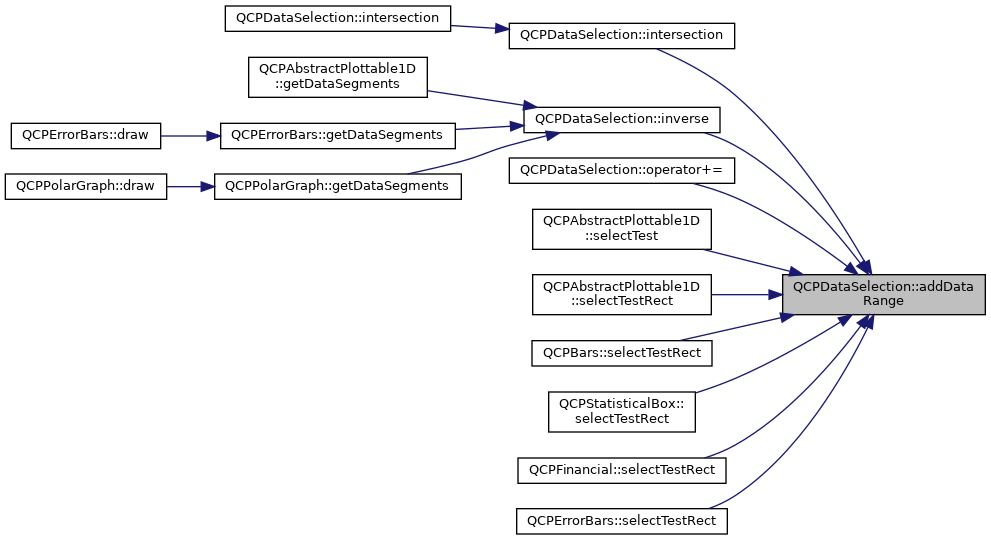 QCPDataSelection::intersection
QCPDataSelection::intersection
QCPAbstractPlottable1D
::getDataSegments
QCPDataSelection::inverse
QCPErrorBars::draw
QCPErrorBars::getDataSegments
QCPDataSelection::operator+=
QCPPolarGraph::draw
QCPPolarGraph::getDataSegments
QCPAbstractPlottable1D
::selectTest
QCPAbstractPlottable1D
::selectTestRect
QCPDataSelection::addData
Range
QCPBars::selectTestRect
QCPStatisticalBox::
selectTestRect
QCPFinancial::selectTestRect
QCPErrorBars::selectTestRect